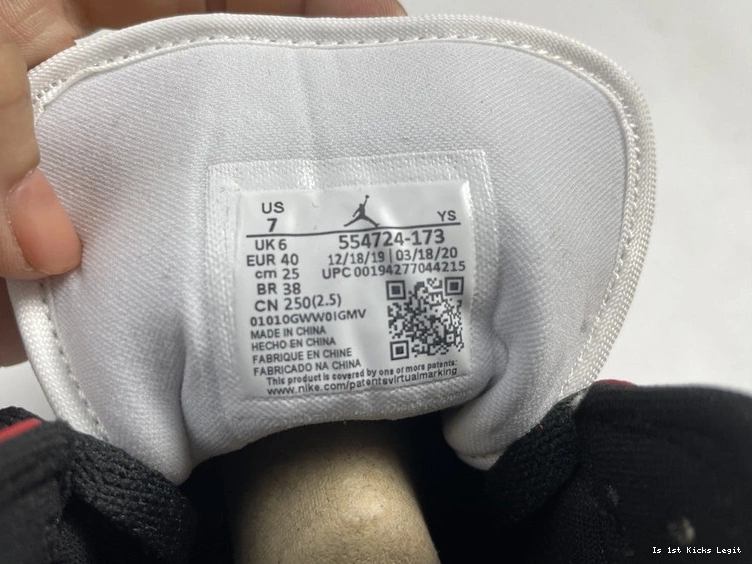 US
7
YS
UK 6
554724-173
EUR 40
12/18/19 | 03/18/20
cm 25
UPC 00194277044215
BR 38
CN 250(2.5)
01010GWW0IGMV
MADE IN CHINA
HECHO EN CHINA
FABRIQUE EN CHINE
FABRICADO NA CHINA
This product is covered by one or more patents:
www.nike.com/patentsvirtualmarking
Is 1st Kicks Legit